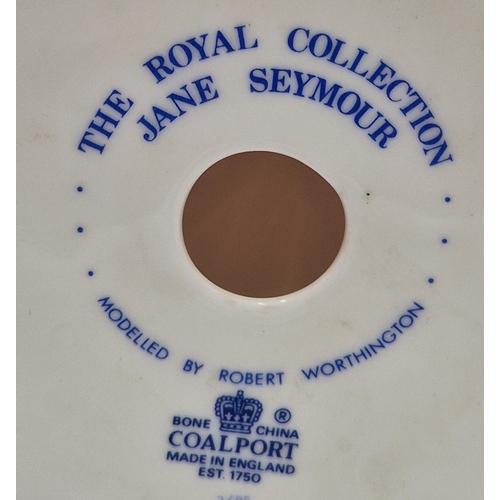 THE ROYAL COLLECTION
JANE SEYMOUR
MODELLED BY ROBERT WORTHINGTON
BONE CHINA ®
COALPORT
MADE IN ENGLAND
EST. 1750